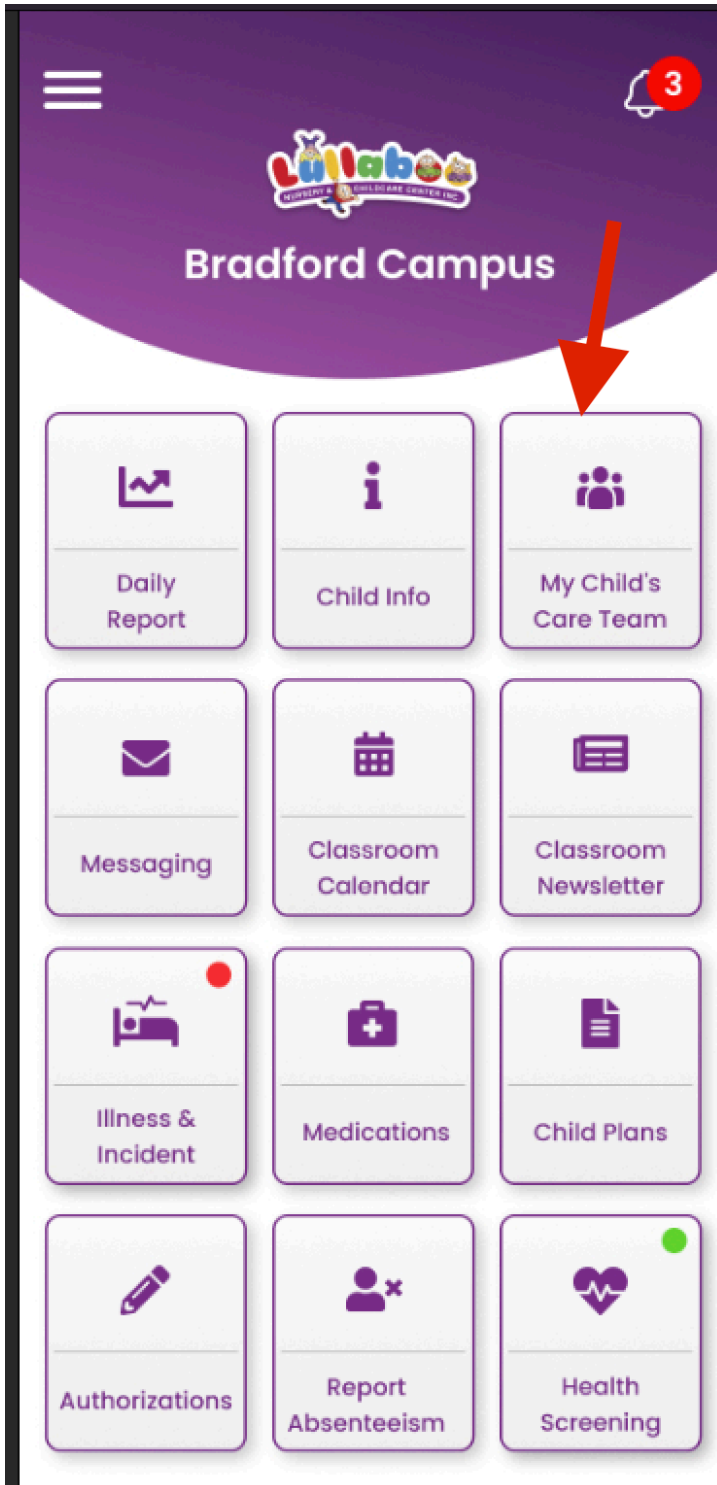 3
Lullaboo
NURSERY & CHILDCARE CENTER INC.
Bradford Campus
Daily
Report
Child Info
My Child's
Care Team
Messaging
Classroom
Calendar
Classroom
Newsletter
Illness &
Incident
Medications
Child Plans
Authorizations
Report
Absenteeism
Health
Screening